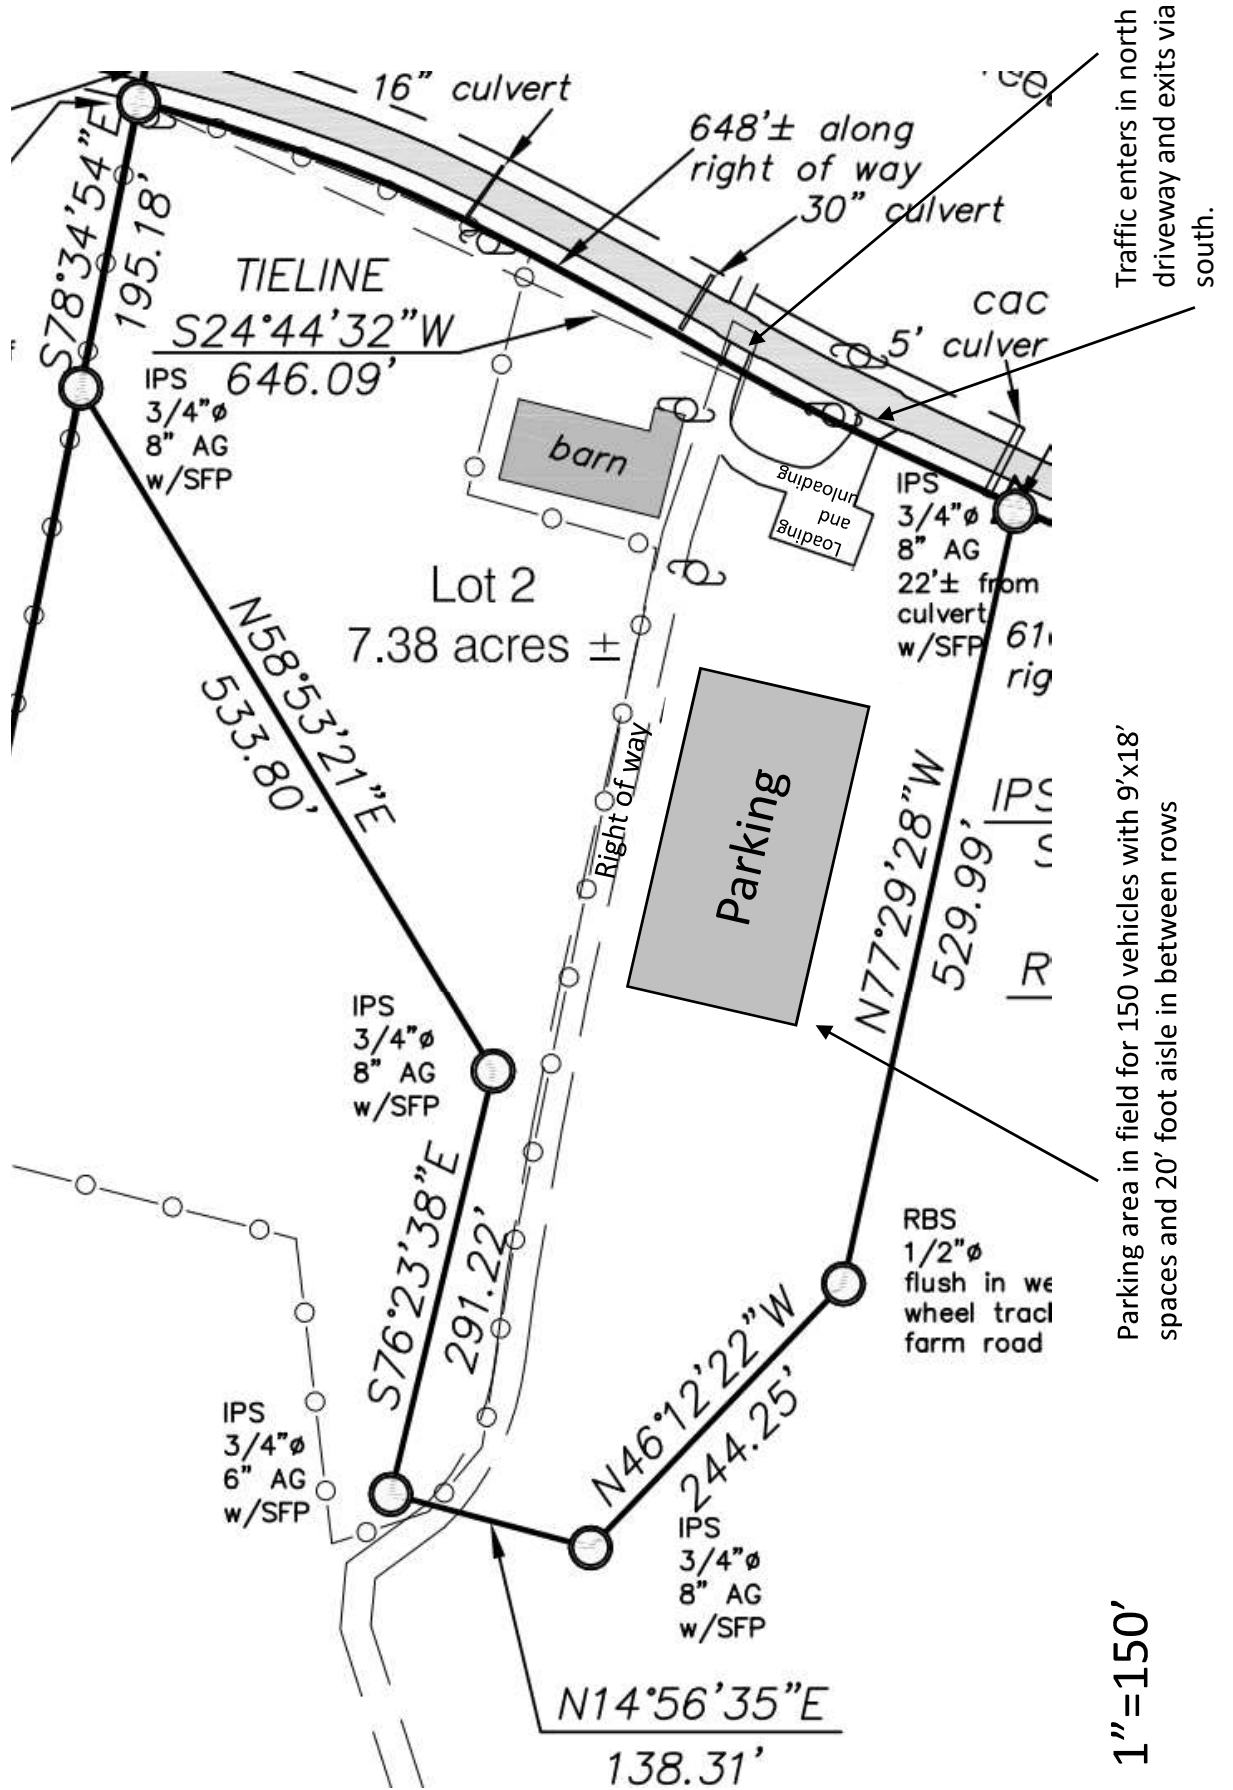 16” culvert
648’± along
right of way
30” culvert
Traffic enters in north
driveway and exits via
south.
S78°34’54”E
195.18’
TIELINE
S24°44’32”W
646.09’
cac
5’ culver
IPS
3/4”ø
8” AG
w/SFP
barn
Loading
and
unloading
IPS
3/4”ø
8” AG
22’± from
culvert
w/SFP
Lot 2
7.38 acres ±
rig
N58°53’21”E
533.80’
Right of way
Parking
N77°29’28”W
529.99’
IPS
R
Parking area in field for 150 vehicles with 9’x18’
spaces and 20’ foot aisle in between rows
IPS
3/4”ø
8” AG
w/SFP
S76°23’38”E
291.22’
RBS
1/2”ø
flush in we
wheel trac
farm road
N46°12’22”W
244.25’
IPS
3/4”ø
6” AG
w/SFP
IPS
3/4”ø
8” AG
w/SFP
N14°56’35”E
138.31’
1”=150’